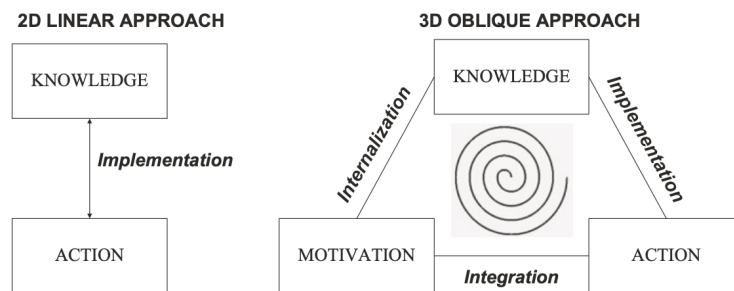 2D LINEAR APPROACH
KNOWLEDGE
Implementation
ACTION
3D OBLIQUE APPROACH
KNOWLEDGE
Internalization
Implementation
MOTIVATION
ACTION
Integration